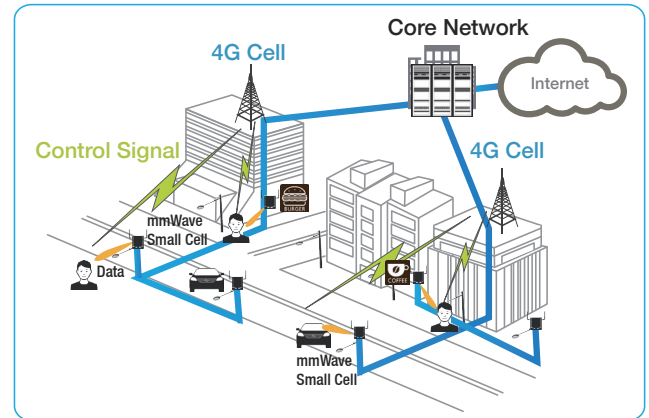 Core Network
4G Cell
Internet
Control Signal
4G Cell
BURGER
mmWave
Small Cell
Data
COFFEE
mmWave
Small Cell